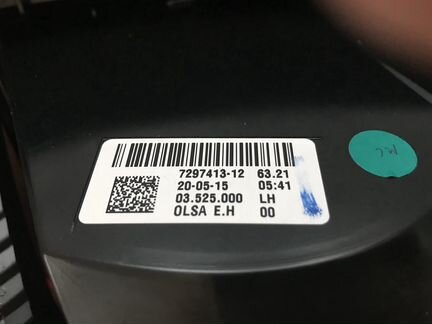 7297413-12 63.21
20-05-15 05:41
03.525.000 LH
OLSA E.H 00